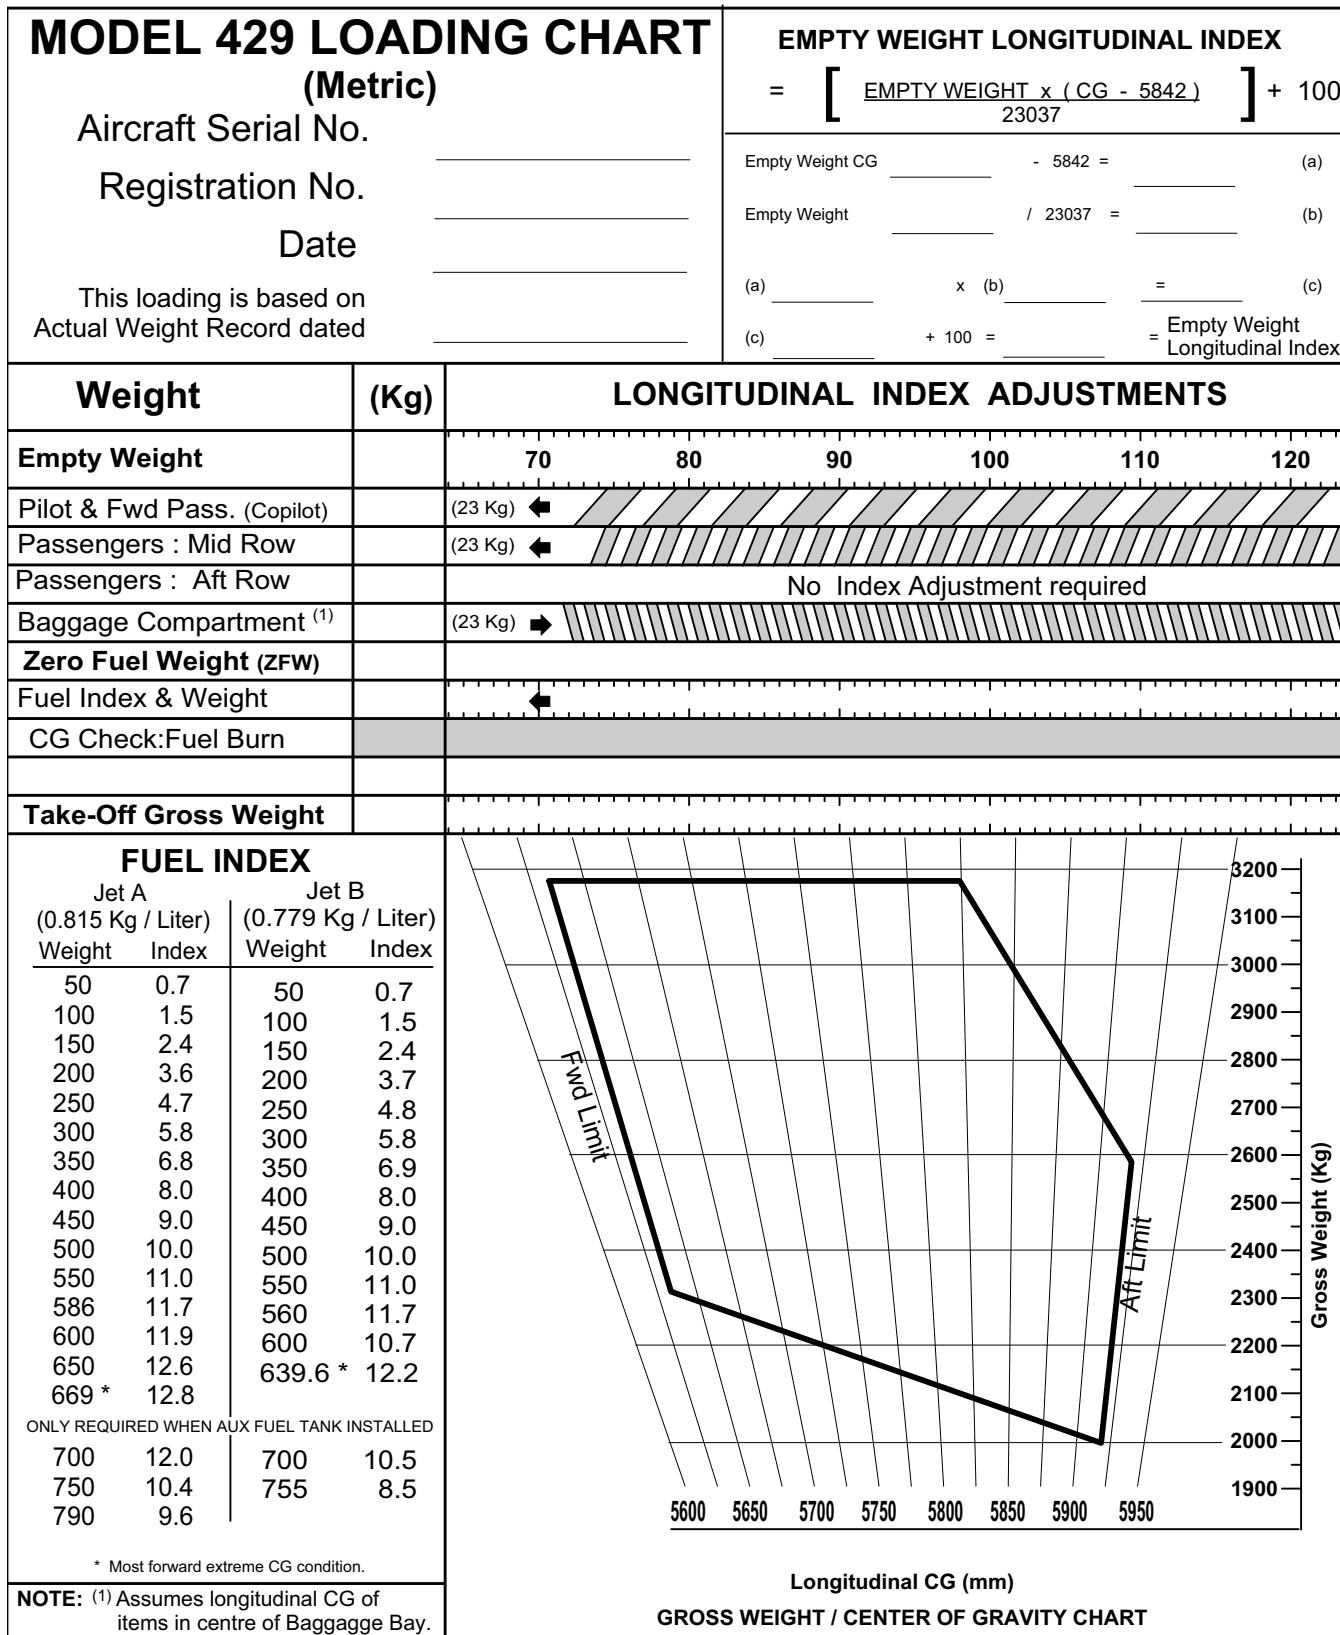 MODEL 429 LOADING CHART
(Metric)
Aircraft Serial No.
Registration No.
Date
This loading is based on
Actual Weight Record dated
EMPTY WEIGHT LONGITUDINAL INDEX
= [ EMPTY WEIGHT x ( CG - 5842 ) ] + 100
23037
Empty Weight CG - 5842 = (a)
Empty Weight / 23037 = (b)
(a) x (b) = (c)
(c) + 100 = = Empty Weight
Longitudinal Index
Weight (Kg) LONGITUDINAL INDEX ADJUSTMENTS
Empty Weight 70 80 90 100 110 120
Pilot & Fwd Pass. (Copilot) (23 Kg)
Passengers : Mid Row (23 Kg)
Passengers : Aft Row No Index Adjustment required
Baggage Compartment (1) (23 Kg)
Zero Fuel Weight (ZFW)
Fuel Index & Weight
CG Check:Fuel Burn
Take-Off Gross Weight
FUEL INDEX
Jet A Jet B
(0.815 Kg / Liter) (0.779 Kg / Liter)
Weight Index Weight Index
50 0.7 50 0.7
100 1.5 100 1.5
150 2.4 150 2.4
200 3.6 200 3.7
250 4.7 250 4.8
300 5.8 300 5.8
350 6.8 350 6.9
400 8.0 400 8.0
450 9.0 450 9.0
500 10.0 500 10.0
550 11.0 550 11.0
586 11.7 560 11.7
600 11.9 600 10.7
650 12.6 639.6 * 12.2
669 * 12.8
ONLY REQUIRED WHEN AUX FUEL TANK INSTALLED
700 12.0 700 10.5
750 10.4 755 8.5
790 9.6
* Most forward extreme CG condition.
NOTE: (1) Assumes longitudinal CG of
items in centre of Baggagge Bay.
Fwd Limit
Aft Limit
3200
3100
3000
2900
2800
2700
2600
2500
2400
2300
2200
2100
2000
1900
Gross Weight (Kg)
5600 5650 5700 5750 5800 5850 5900 5950
Longitudinal CG (mm)
GROSS WEIGHT / CENTER OF GRAVITY CHART